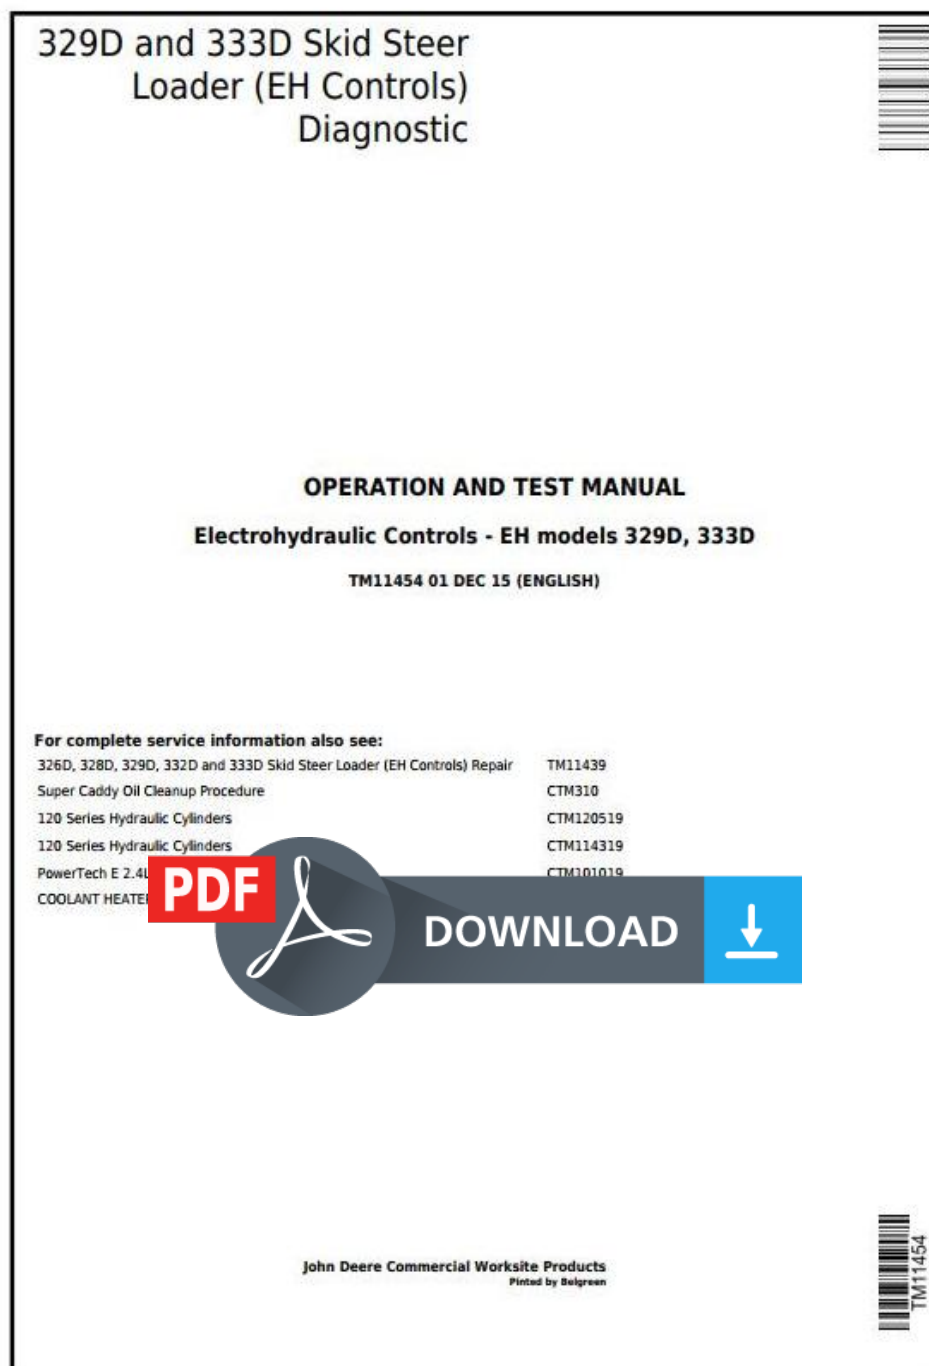 329D and 333D Skid Steer
Loader (EH Controls)
Diagnostic
OPERATION AND TEST MANUAL
Electrohydraulic Controls - EH models 329D, 333D
TM11454 01 DEC 15 (ENGLISH)
For complete service information also see:
326D, 328D, 329D, 332D and 333D Skid Steer Loader (EH Controls) Repair TM11439
Super Caddy Oil Cleanup Procedure CTM310
120 Series Hydraulic Cylinders CTM120519
120 Series Hydraulic Cylinders CTM114319
PowerTech E 2.4L CTM101019
COOLANT HEATER
PDF
DOWNLOAD
John Deere Commercial Worksite Products
Pinted by Belgreen
TM11454